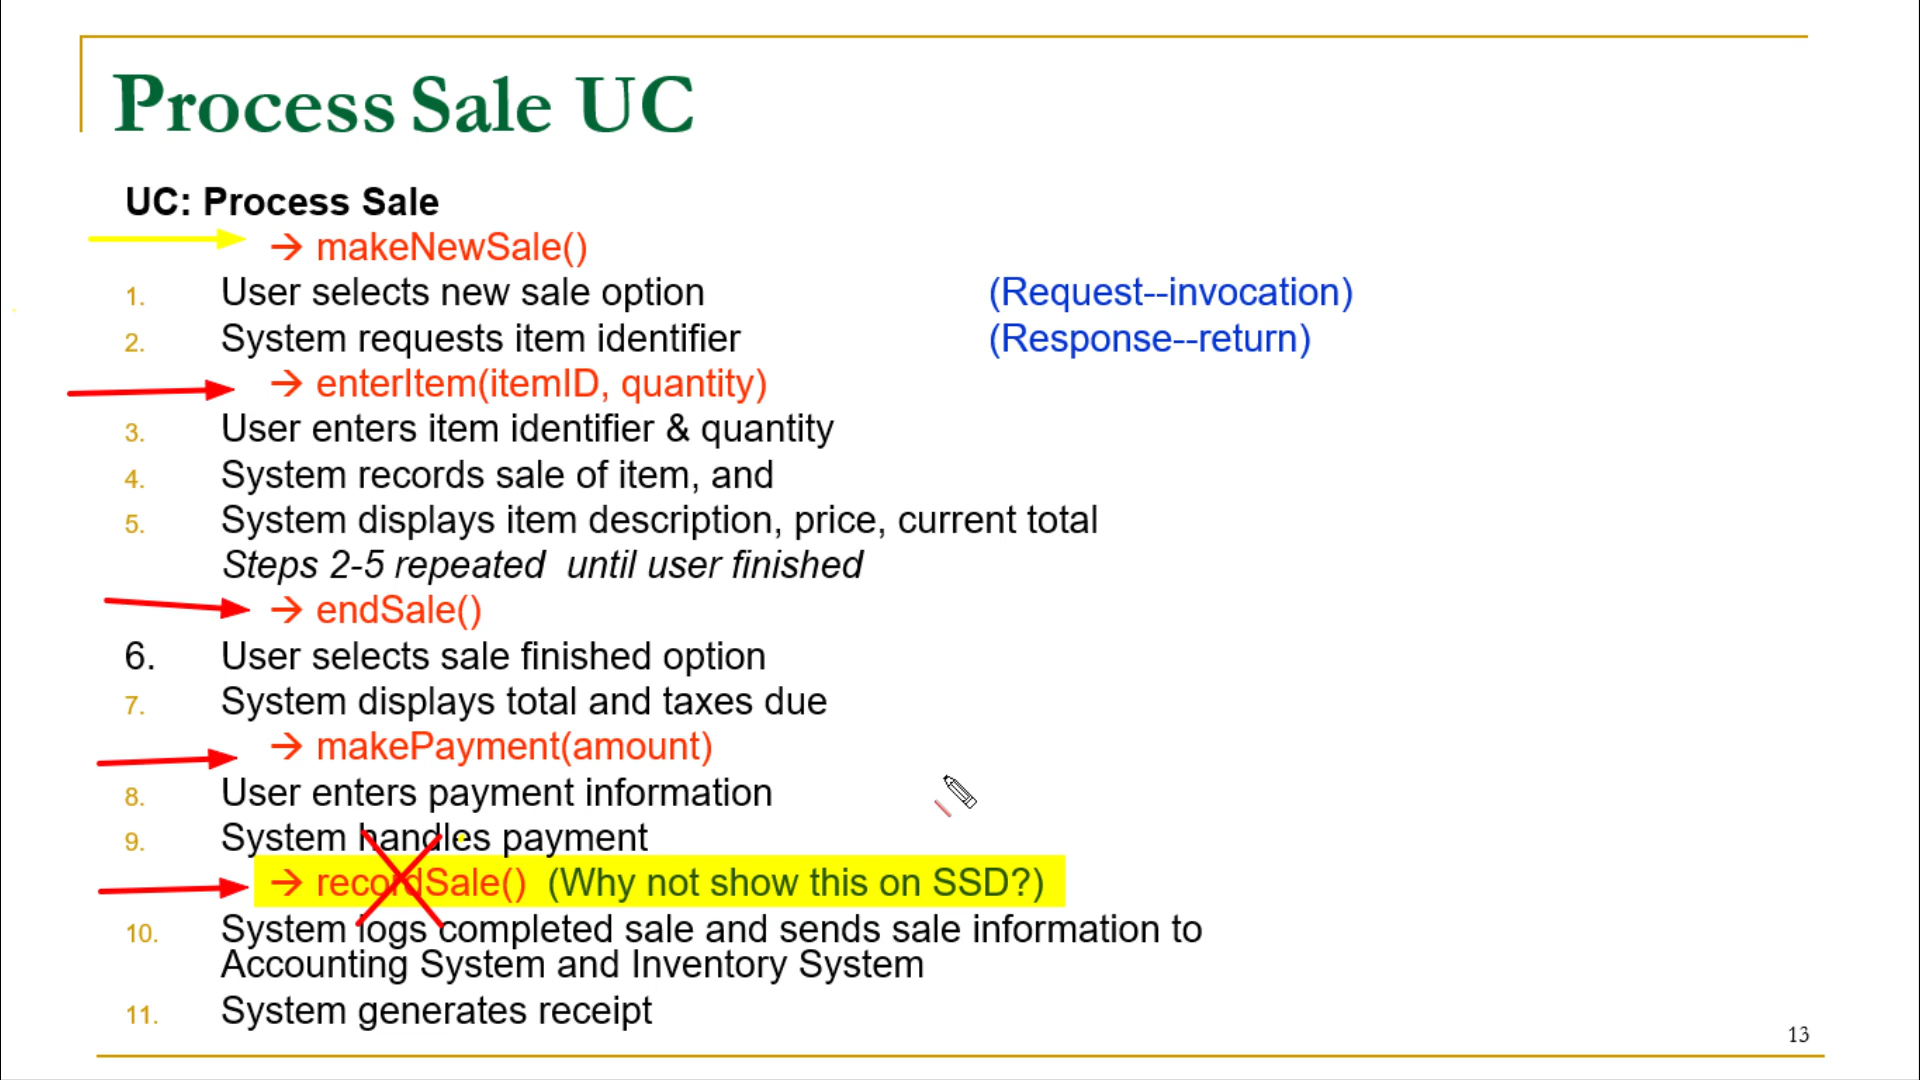 Process Sale UC
UC: Process Sale
→ makeNewSale()
1. User selects new sale option (Request--invocation)
2. System requests item identifier (Response--return)
→ enterItem(itemID, quantity)
3. User enters item identifier & quantity
4. System records sale of item, and
5. System displays item description, price, current total
Steps 2-5 repeated until user finished
→ endSale()
6. User selects sale finished option
7. System displays total and taxes due
→ makePayment(amount)
8. User enters payment information
9. System handles payment
→ recordSale() (Why not show this on SSD?)
10. System logs completed sale and sends sale information to
Accounting System and Inventory System
11. System generates receipt
13